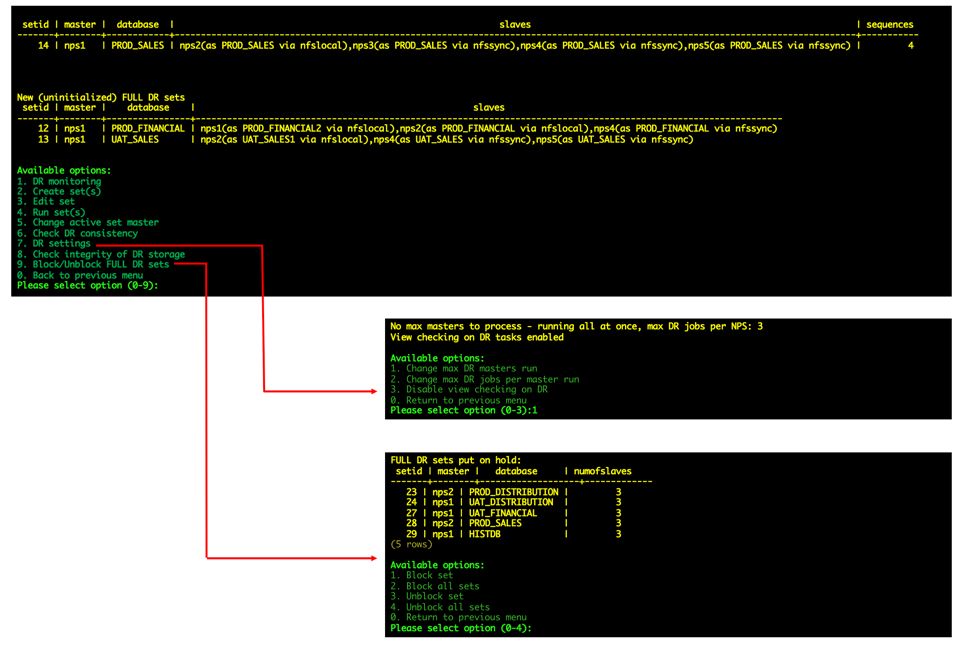 setid | master | database | slaves | sequences
-------+--------+------------+------------------------------------------------------------------------------------------------------------------------------------+-----------
14 | nps1 | PROD_SALES | nps2(as PROD_SALES via nfslocal),nps3(as PROD_SALES via nfssync),nps4(as PROD_SALES via nfssync),nps5(as PROD_SALES via nfssync) | 4
New (uninitialized) FULL DR sets
setid | master | database | slaves
-------+--------+----------------+----------------------------------------------------------------------------------------------------------------
12 | nps1 | PROD_FINANCIAL | nps1(as PROD_FINANCIAL2 via nfslocal),nps2(as PROD_FINANCIAL via nfslocal),nps4(as PROD_FINANCIAL via nfssync)
13 | nps1 | UAT_SALES | nps2(as UAT_SALES1 via nfslocal),nps4(as UAT_SALES via nfssync),nps5(as UAT_SALES via nfssync)
Available options:
1. DR monitoring
2. Create set(s)
3. Edit set
4. Run set(s)
5. Change active set master
6. Check DR consistency
7. DR settings
8. Check integrity of DR storage
9. Block/Unblock FULL DR sets
0. Back to previous menu
Please select option (0-9):
No max masters to process - running all at once, max DR jobs per NPS: 3
View checking on DR tasks enabled
Available options:
1. Change max DR masters run
2. Change max DR jobs per master run
3. Disable view checking on DR
0. Return to previous menu
Please select option (0-3):1
FULL DR sets put on hold:
setid | master | database | numofslaves
-------+--------+-------------------+-------------
23 | nps2 | PROD_DISTRIBUTION | 3
24 | nps1 | UAT_DISTRIBUTION | 3
27 | nps1 | UAT_FINANCIAL | 3
28 | nps2 | PROD_SALES | 3
29 | nps1 | HISTDB | 3
(5 rows)
Available options:
1. Block set
2. Block all sets
3. Unblock set
4. Unblock all sets
0. Return to previous menu
Please select option (0-4):